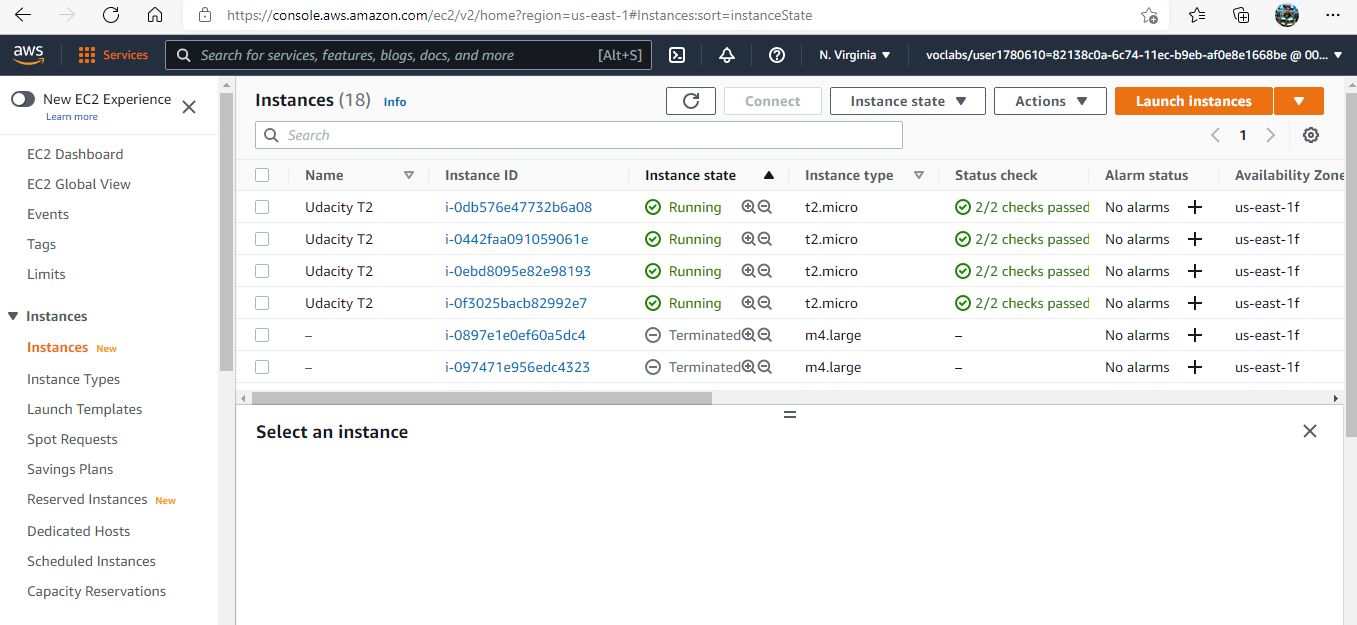 https://console.aws.amazon.com/ec2/v2/home?region=us-east-1#Instances:sort=instanceState
aws Services Search for services, features, blogs, docs, and more [Alt+S] N. Virginia voclabs/user1780610=82138c0a-6c74-11ec-b9eb-af0e8e1668be @ 00...
New EC2 Experience
Learn more
EC2 Dashboard
EC2 Global View
Events
Tags
Limits
Instances
Instances New
Instance Types
Launch Templates
Spot Requests
Savings Plans
Reserved Instances New
Dedicated Hosts
Scheduled Instances
Capacity Reservations
Instances (18) Info
Connect Instance state Actions Launch instances
Search
1
Name Instance ID Instance state Instance type Status check Alarm status Availability Zone
Udacity T2 i-0db576e47732b6a08 Running t2.micro 2/2 checks passed No alarms + us-east-1f
Udacity T2 i-0442faa091059061e Running t2.micro 2/2 checks passed No alarms + us-east-1f
Udacity T2 i-0ebd8095e82e98193 Running t2.micro 2/2 checks passed No alarms + us-east-1f
Udacity T2 i-0f3025bacb82992e7 Running t2.micro 2/2 checks passed No alarms + us-east-1f
– i-0897e1e0ef60a5dc4 Terminated m4.large – No alarms + us-east-1f
– i-097471e956edc4323 Terminated m4.large – No alarms + us-east-1f
Select an instance